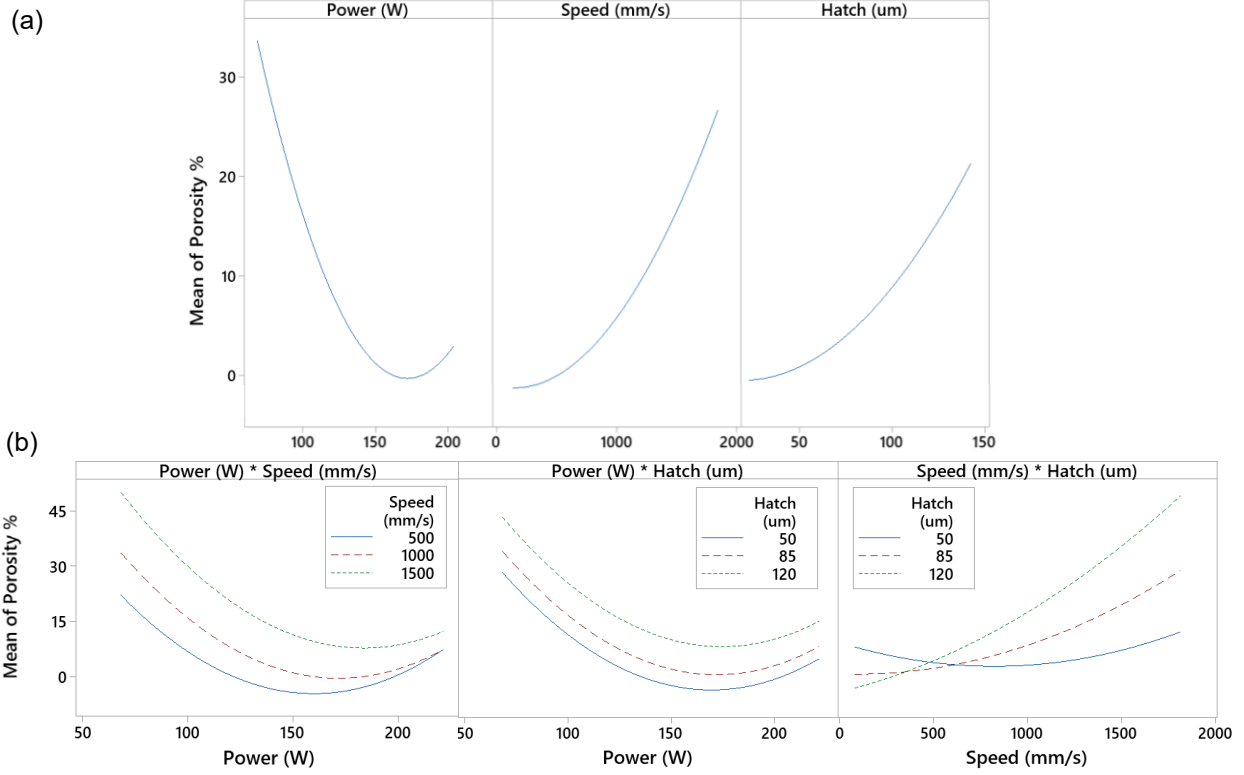 (a)
Power (W) Speed (mm/s) Hatch (um)
Mean of Porosity %
30
20
10
0
100 150 200 0 1000 2000 50 100 150
(b)
Power (W) * Speed (mm/s) Power (W) * Hatch (um) Speed (mm/s) * Hatch (um)
Mean of Porosity %
45
30
15
0
Speed
(mm/s)
500
1000
1500
Hatch
(um)
50
85
120
Hatch
(um)
50
85
120
50 100 150 200 50 100 150 200 0 500 1000 1500 2000
Power (W) Power (W) Speed (mm/s)